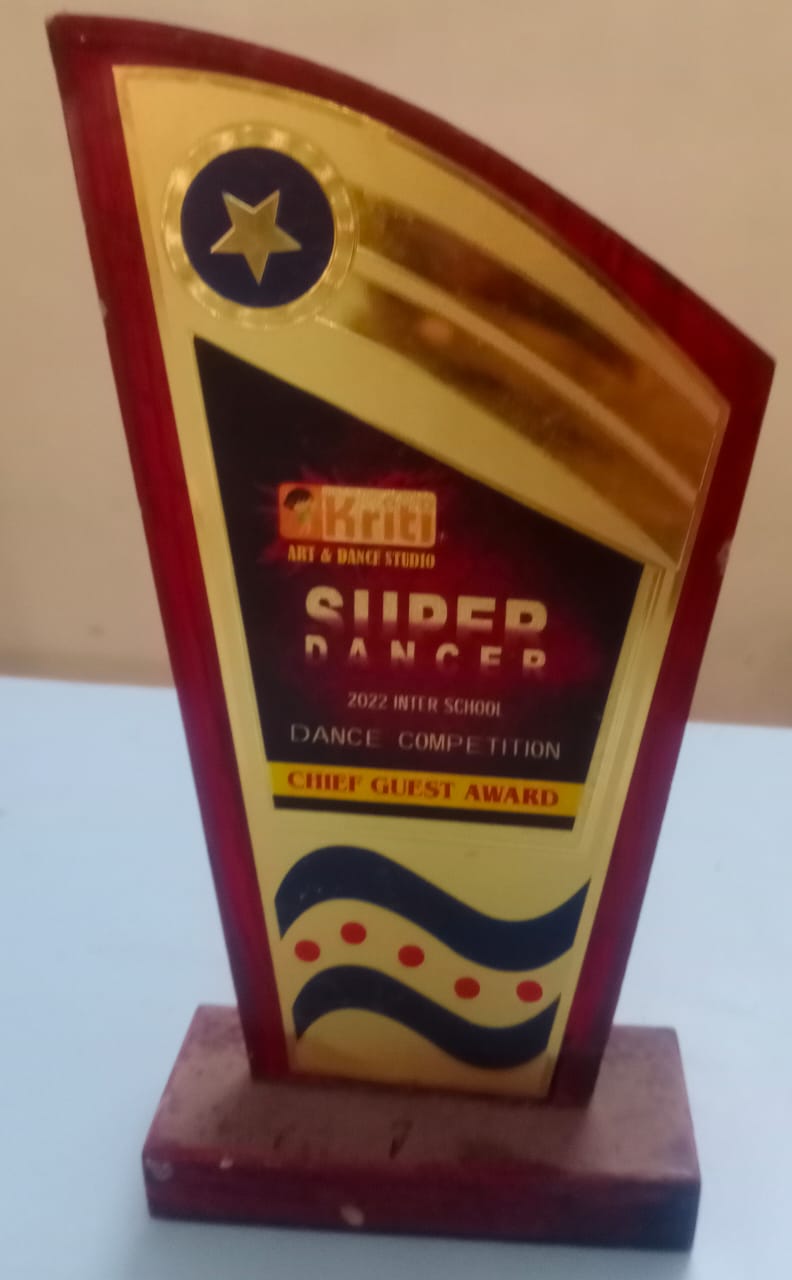 Kriti
ART & DANCE STUDIO
SUPER
DANCER
2022 INTER SCHOOL
DANCE COMPETITION
CHIEF GUEST AWARD